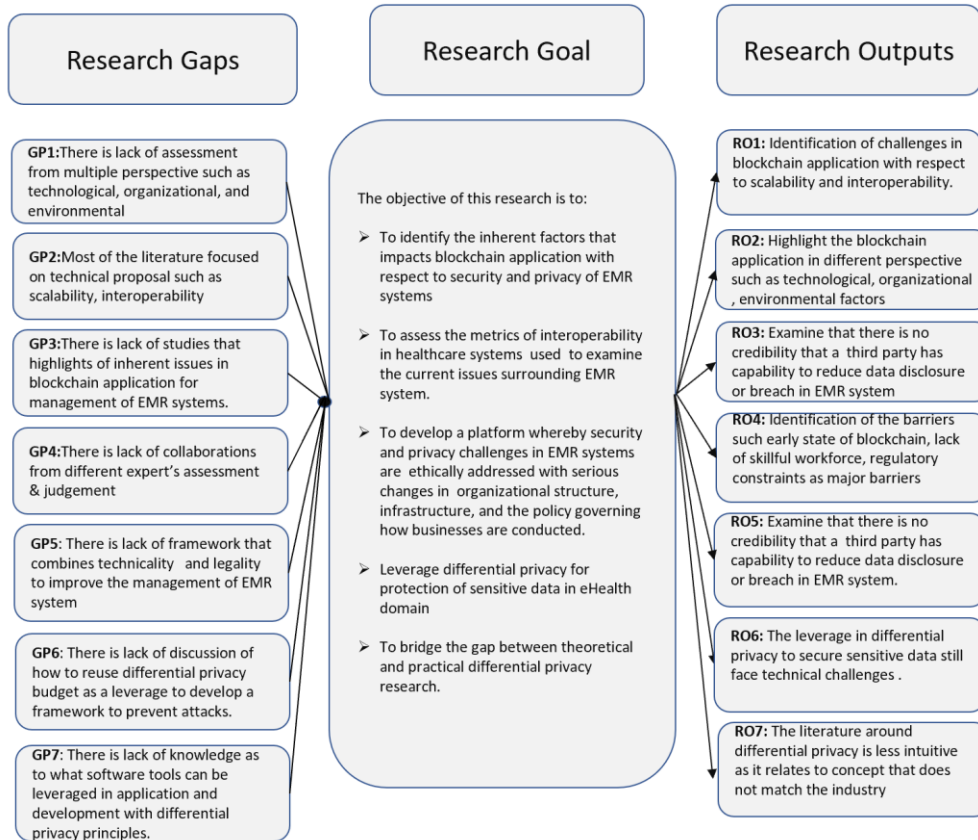 Research Gaps
GP1:There is lack of assessment
from multiple perspective such as
technological, organizational, and
environmental
GP2:Most of the literature focused
on technical proposal such as
scalability, interoperability
GP3:There is lack of studies that
highlights of inherent issues in
blockchain application for
management of EMR systems.
GP4:There is lack of collaborations
from different expert's assessment
& judgement
GP5: There is lack of framework that
combines technicality and legality
to improve the management of EMR
system
GP6: There is lack of discussion of
how to reuse differential privacy
budget as a leverage to develop a
framework to prevent attacks.
GP7: There is lack of knowledge as
to what software tools can be
leveraged in application and
development with differential
privacy principles.
Research Goal
The objective of this research is to:
➢ To identify the inherent factors that
impacts blockchain application with
respect to security and privacy of EMR
systems
➢ To assess the metrics of interoperability
in healthcare systems used to examine
the current issues surrounding EMR
system.
➢ To develop a platform whereby security
and privacy challenges in EMR systems
are ethically addressed with serious
changes in organizational structure,
infrastructure, and the policy governing
how businesses are conducted.
➢ Leverage differential privacy for
protection of sensitive data in eHealth
domain
➢ To bridge the gap between theoretical
and practical differential privacy
research.
Research Outputs
RO1: Identification of challenges in
blockchain application with respect
to scalability and interoperability.
RO2: Highlight the blockchain
application in different perspective
such as technological, organizational
, environmental factors
RO3: Examine that there is no
credibility that a third party has
capability to reduce data disclosure
or breach in EMR system
RO4: Identification of the barriers
such early state of blockchain, lack
of skillful workforce, regulatory
constraints as major barriers
RO5: Examine that there is no
credibility that a third party has
capability to reduce data disclosure
or breach in EMR system.
RO6: The leverage in differential
privacy to secure sensitive data still
face technical challenges .
RO7: The literature around
differential privacy is less intuitive
as it relates to concept that does
not match the industry